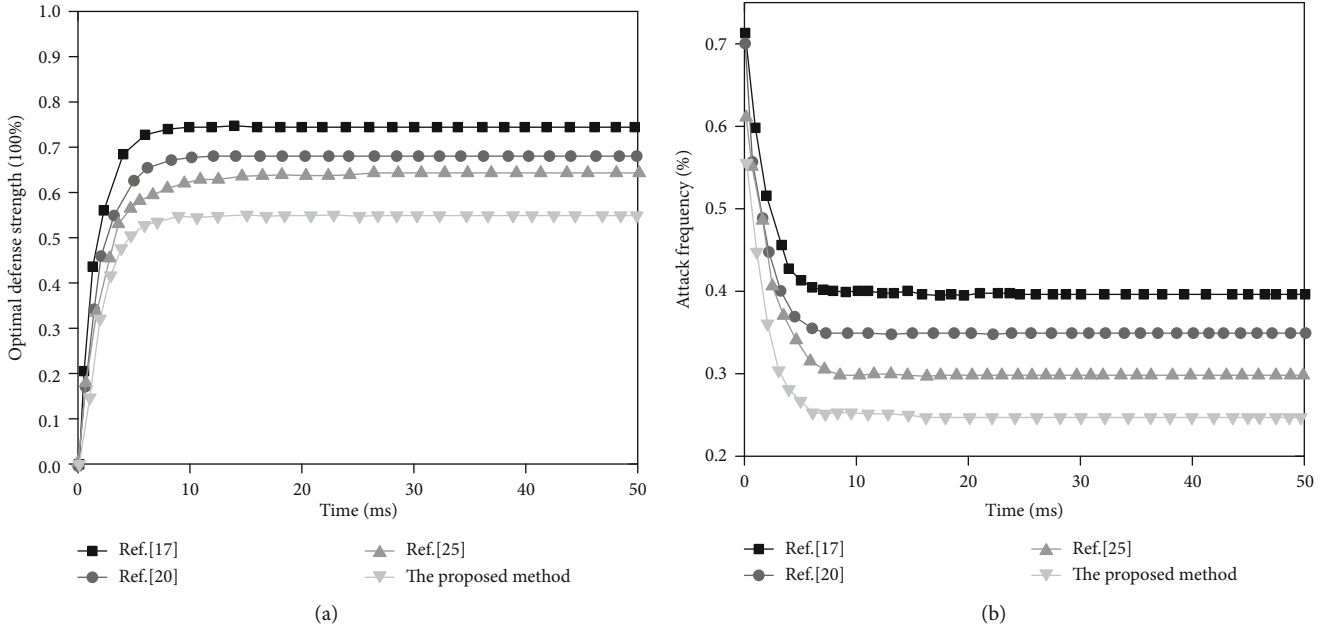 1.0
0.9
0.8
0.7
0.6
0.5
0.4
0.3
0.2
0.1
0.0
Optimal defense strength (100%)
0 10 20 30 40 50
Time (ms)
Ref.[17]
Ref.[20]
Ref.[25]
The proposed method
(a)
0.7
0.6
0.5
0.4
0.3
0.2
Attack frequency (%)
0 10 20 30 40 50
Time (ms)
Ref.[17]
Ref.[20]
Ref.[25]
The proposed method
(b)